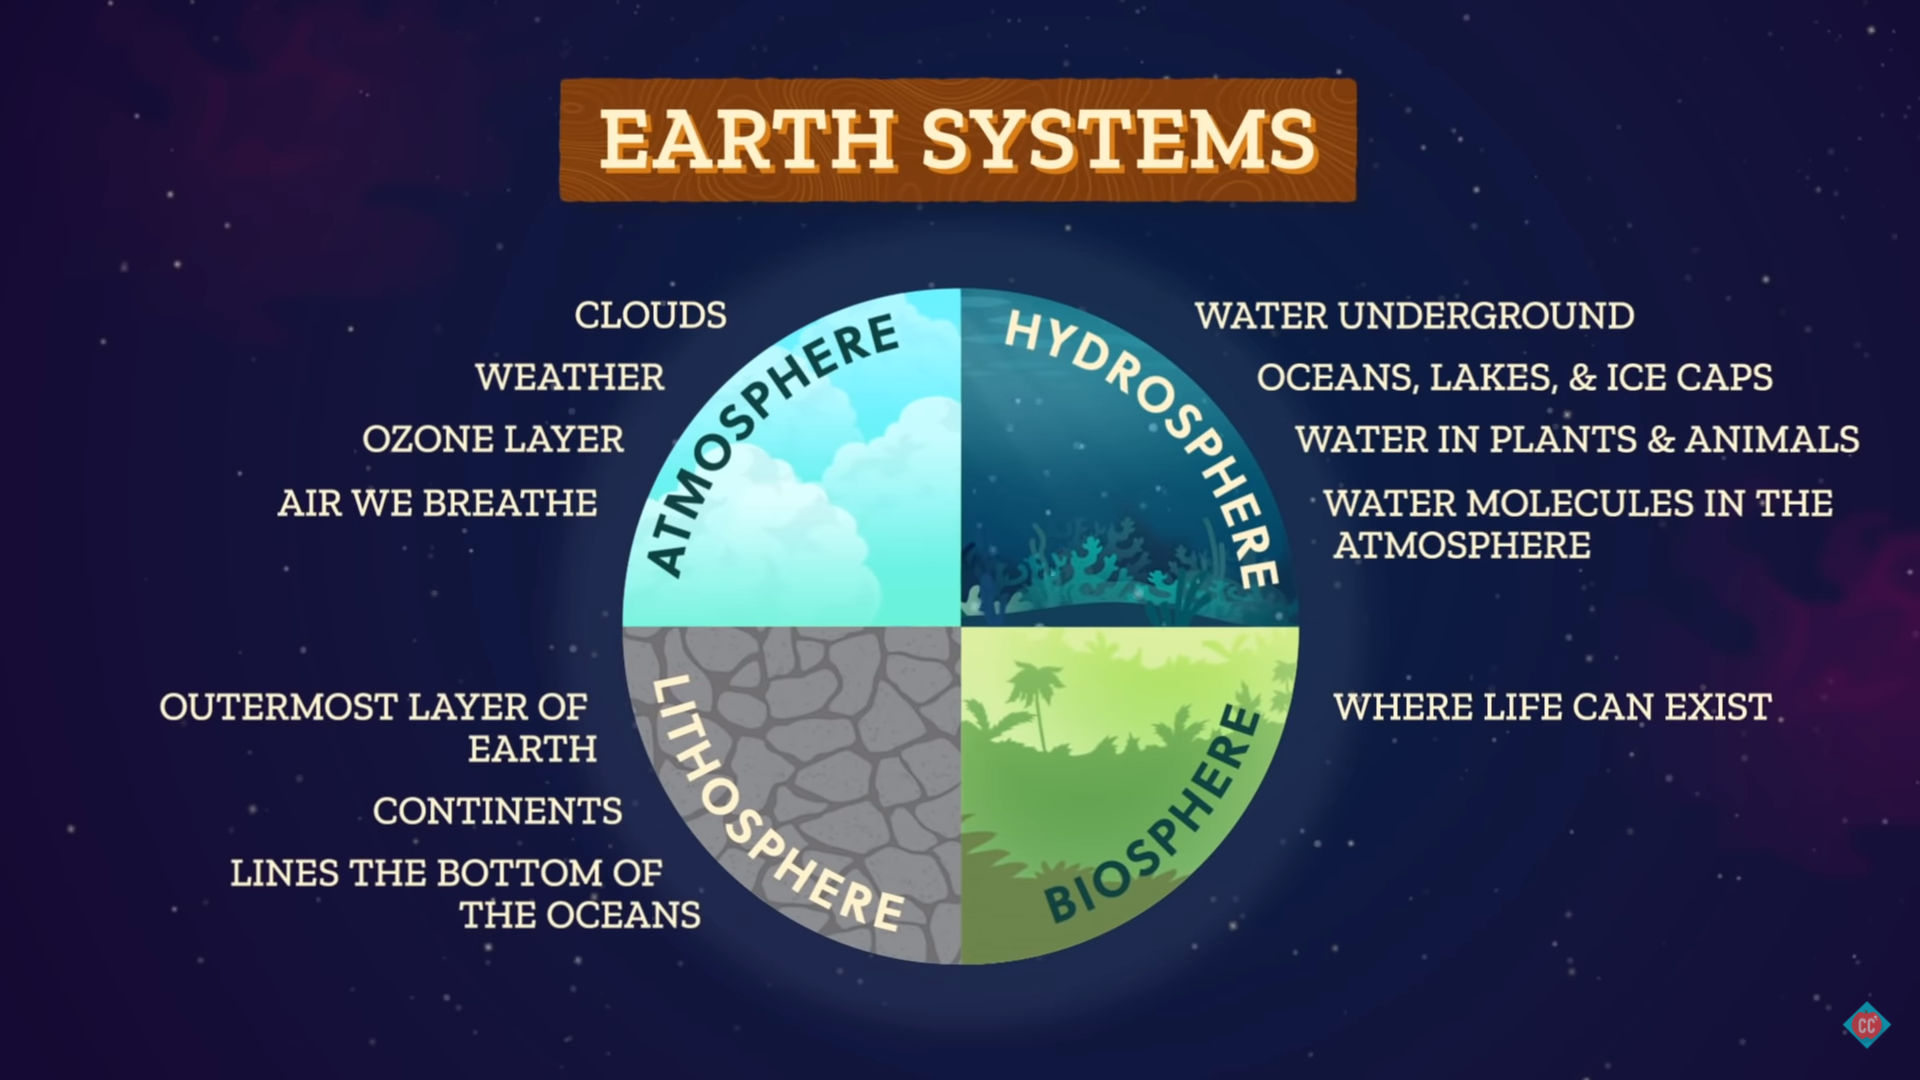 EARTH SYSTEMS
CLOUDS
WEATHER
OZONE LAYER
AIR WE BREATHE
ATMOSPHERE
HYDROSPHERE
WATER UNDERGROUND
OCEANS, LAKES, & ICE CAPS
WATER IN PLANTS & ANIMALS
WATER MOLECULES IN THE
ATMOSPHERE
OUTERMOST LAYER OF
EARTH
CONTINENTS
LINES THE BOTTOM OF
THE OCEANS
LITHOSPHERE
BIOSPHERE
WHERE LIFE CAN EXIST
CC